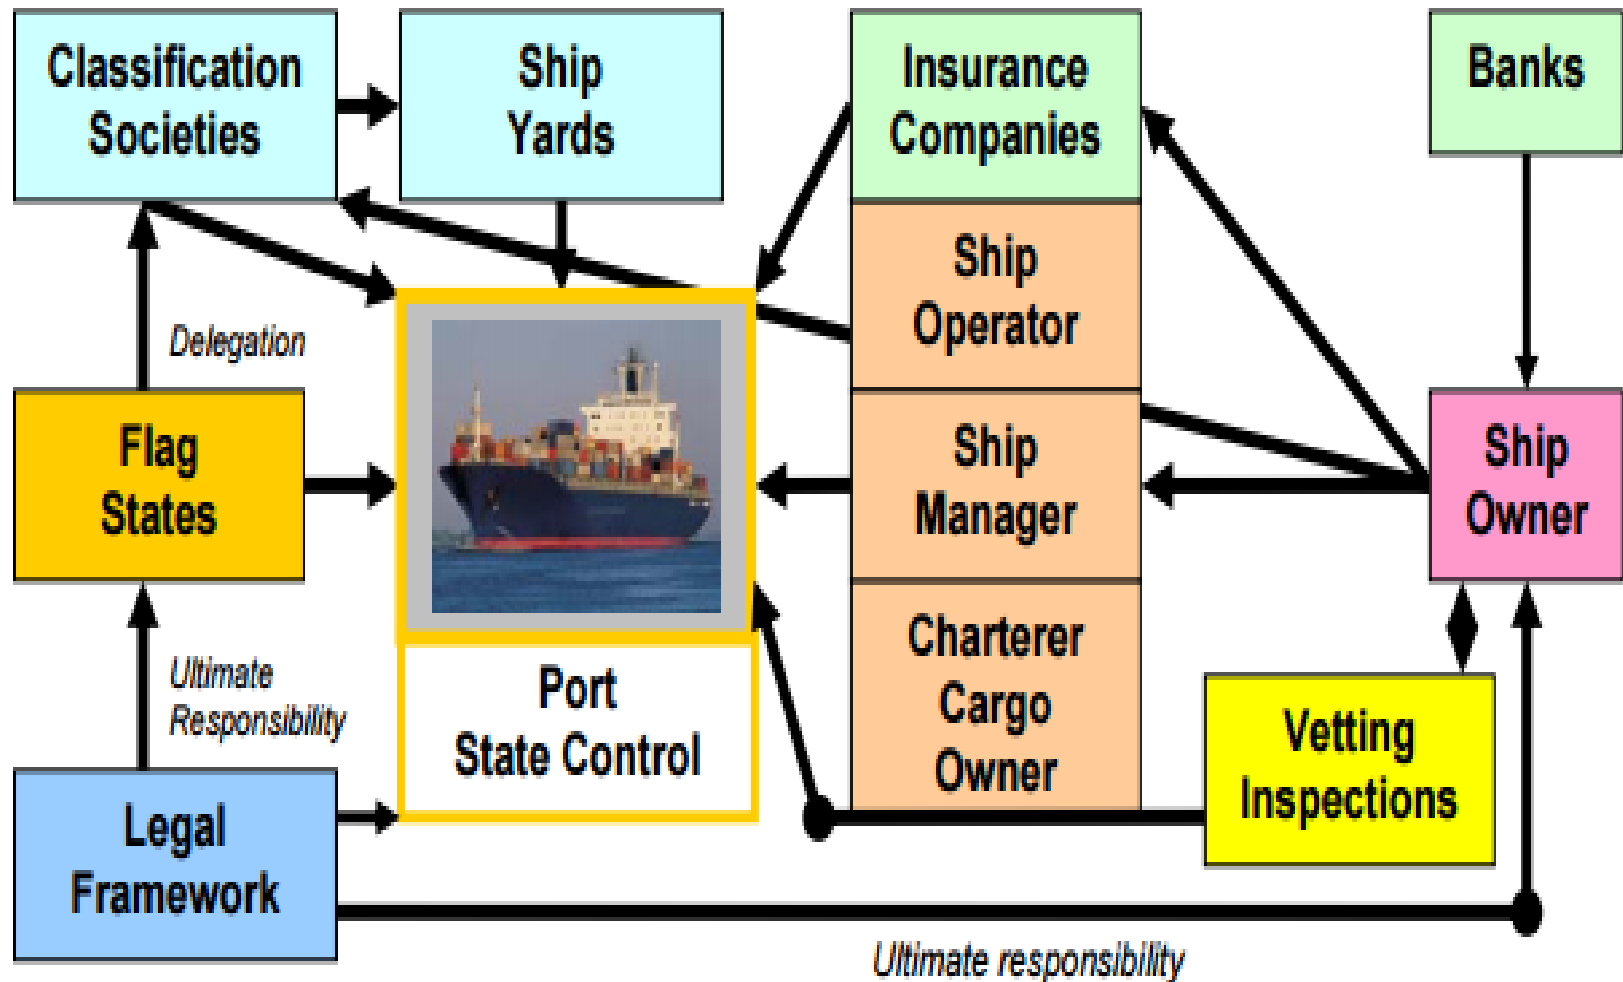 Classification
Societies
Ship
Yards
Insurance
Companies
Banks
Ship
Operator
Delegation
Flag
States
Ship
Manager
Ship
Owner
Ultimate
Responsibility
Port
State Control
Charterer
Cargo
Owner
Vetting
Inspections
Legal
Framework
Ultimate responsibility